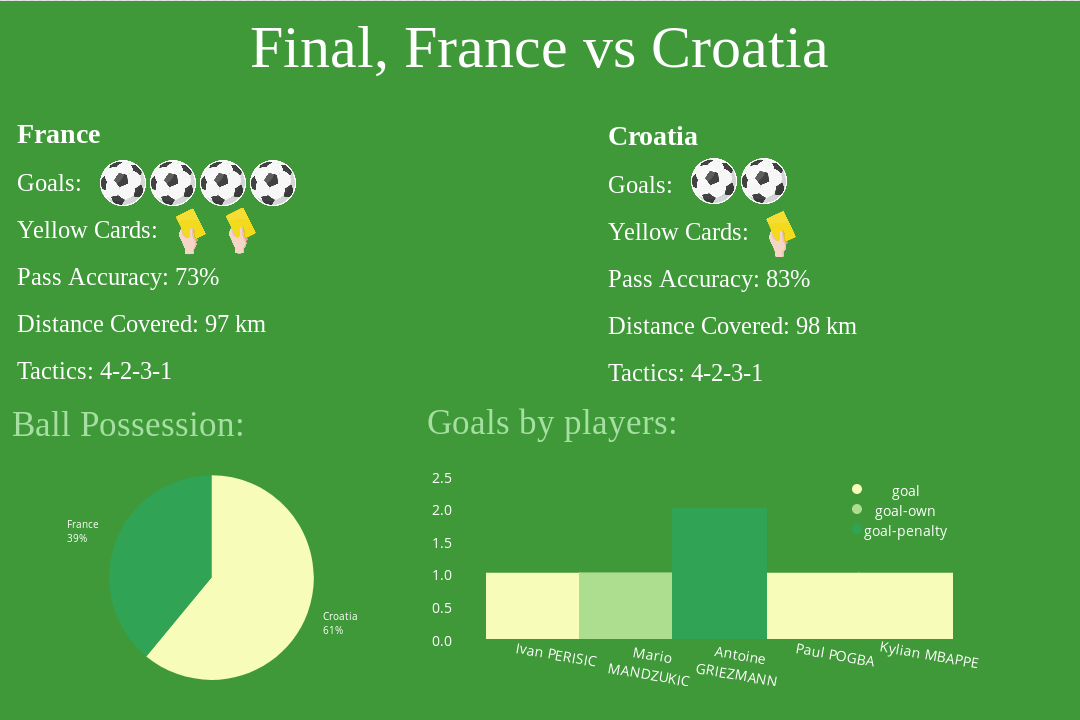 Final, France vs Croatia
France
Goals:
Yellow Cards:
Pass Accuracy: 73%
Distance Covered: 97 km
Tactics: 4-2-3-1
Croatia
Goals:
Yellow Cards:
Pass Accuracy: 83%
Distance Covered: 98 km
Tactics: 4-2-3-1
Ball Possession:
France
39%
Croatia
61%
Goals by players:
2.5
2.0
1.5
1.0
0.5
0.0
goal
goal-own
goal-penalty
Ivan PERISIC
Mario
MANDZUKIC
Antoine
GRIEZMANN
Paul POGBA
Kylian MBAPPE